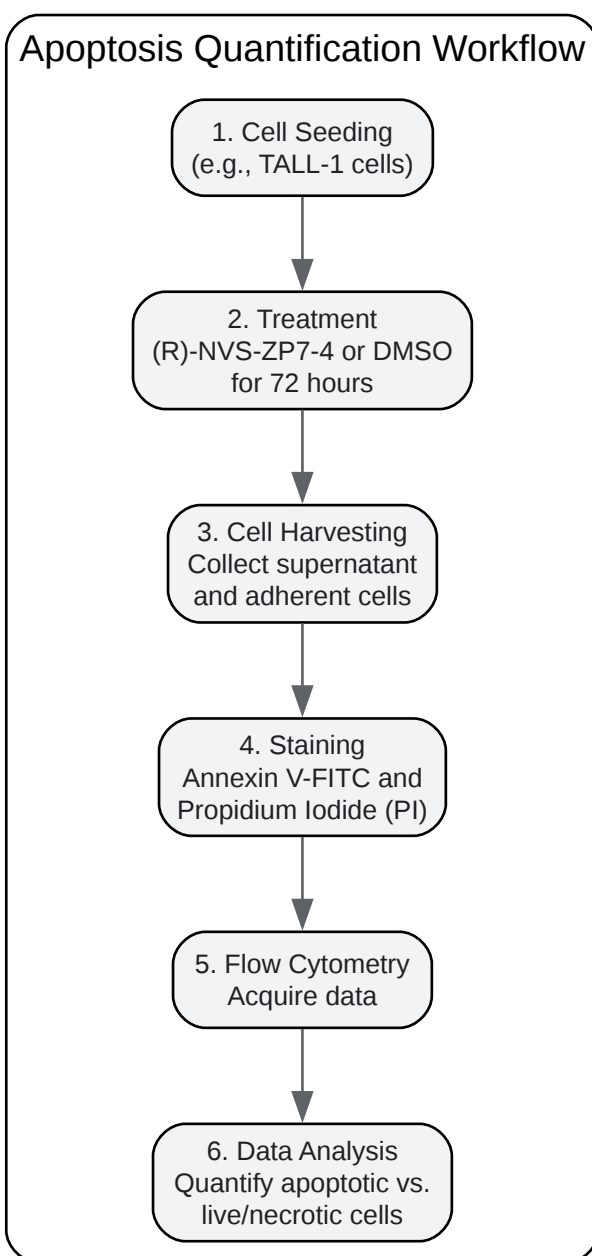 Apoptosis Quantification Workflow
1. Cell Seeding
(e.g., TALL-1 cells)
2. Treatment
(R)-NVS-ZP7-4 or DMSO
for 72 hours
3. Cell Harvesting
Collect supernatant
and adherent cells
4. Staining
Annexin V-FITC and
Propidium Iodide (PI)
5. Flow Cytometry
Acquire data
6. Data Analysis
Quantify apoptotic vs.
live/necrotic cells